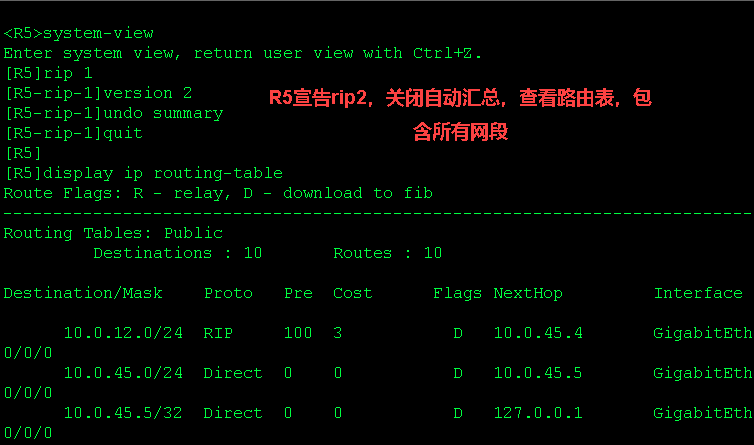 <R5>system-view
Enter system view, return user view with Ctrl+Z.
[R5]rip 1
[R5-rip-1]version 2
[R5-rip-1]undo summary
[R5-rip-1]quit
[R5]
R5宣告rip2，关闭自动汇总，查看路由表，包
含所有网段
[R5]display ip routing-table
Route Flags: R - relay, D - download to fib
------------------------------------------------------------------------------
Routing Tables: Public
Destinations : 10 Routes : 10
Destination/Mask Proto Pre Cost Flags NextHop Interface
10.0.12.0/24 RIP 100 3 D 10.0.45.4 GigabitEth
0/0/0
10.0.45.0/24 Direct 0 0 D 10.0.45.5 GigabitEth
0/0/0
10.0.45.5/32 Direct 0 0 D 127.0.0.1 GigabitEth
0/0/0